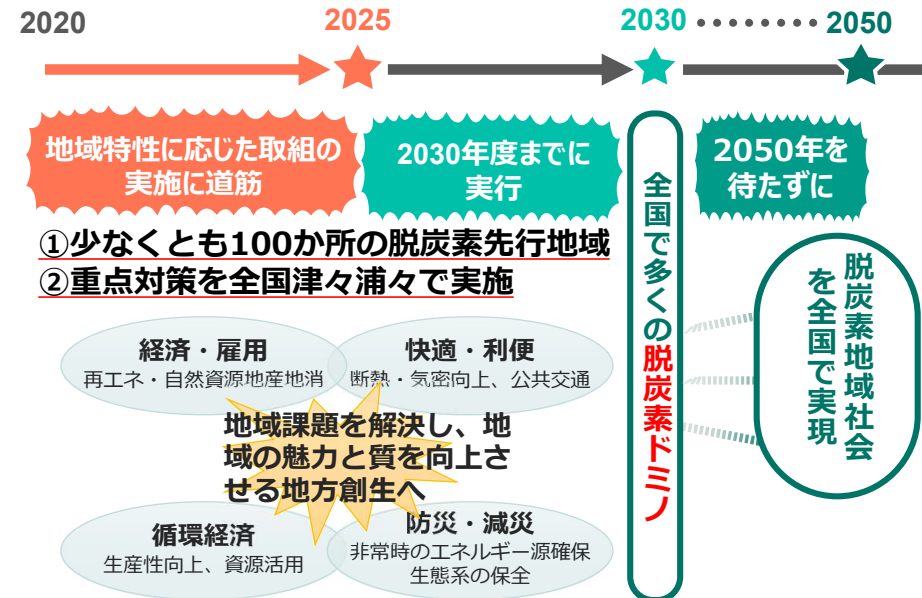 2020
2025
2030
2050
地域特性に応じた取組の
実施に道筋
2030年度までに
実行
2050年を
待たずに
①少なくとも100か所の脱炭素先行地域
②重点対策を全国津々浦々で実施
経済・雇用
再エネ・自然資源地産地消
快適・利便
断熱・気密向上、公共交通
地域課題を解決し、地
域の魅力と質を向上さ
せる地方創生へ
循環経済
生産性向上、資源活用
防災・減災
非常時のエネルギー源確保
生態系の保全
全国で多くの脱炭素ドミノ
脱炭素地域社会
を全国で実現